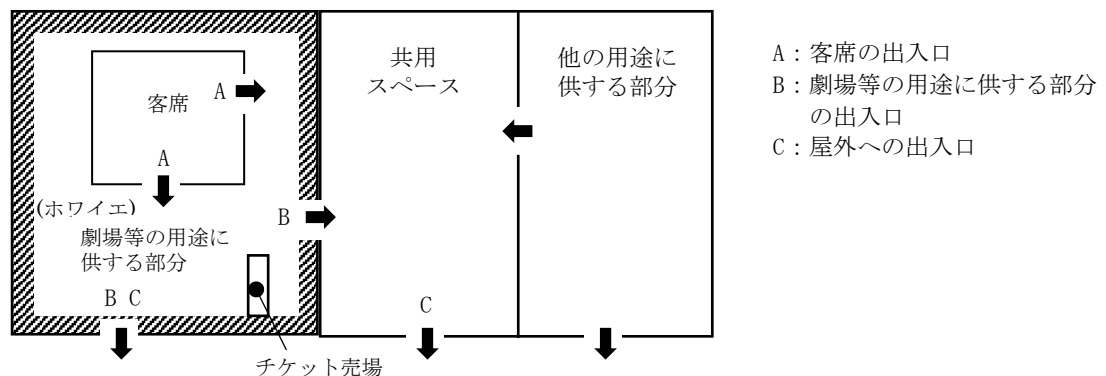 共用
スペース
他の用途に
供する部分
A：客席の出入口
B：劇場等の用途に供する部分
の出入口
C：屋外への出入口
客席
A
A
(ホワイエ)
B
劇場等の用途に
供する部分
B C
C
チケット売場